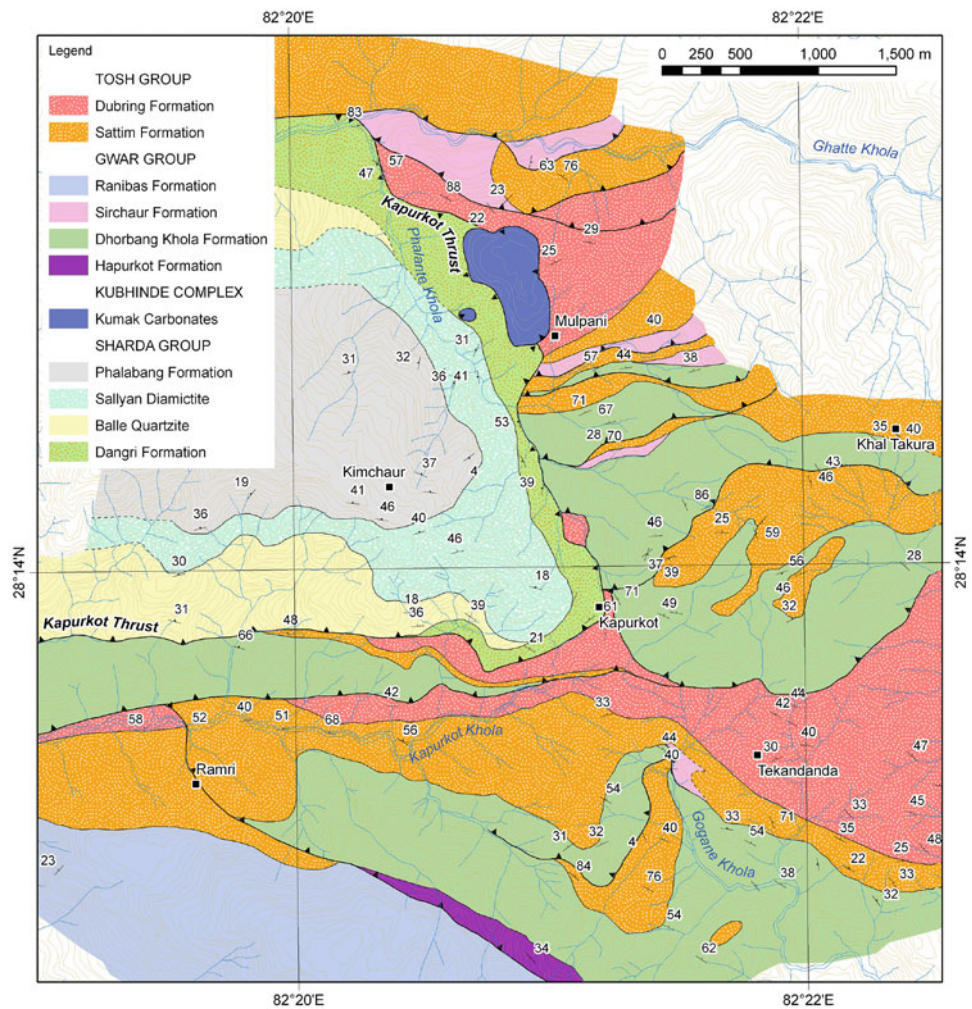 82°20'E
82°22'E
Legend
0 250 500 1,000 1,500 m
TOSH GROUP
Dubring Formation
Sattim Formation
GWAR GROUP
Ranibas Formation
Sirchaur Formation
Dhorbang Khola Formation
Hapurkot Formation
KUBHINDE COMPLEX
Kumak Carbonates
SHARDA GROUP
Phalabang Formation
Sallyan Diamictite
Balle Quartzite
Dangri Formation
83
Ghatte Khola
57
63 76
47
88
23
Kapurkot Thrust
22
29
Phalante Khola
25
Mulpani
40
31
31 32
57 44 38
36 41
71
67
53
28 70
35 40
Khal Takura
Kimchaur
37
4
43
46
19
41
39
46
86
36
40
46
25
59
46
28
30
56
37
39
18
46
28°14'N
28°14'N
71
18
39
49
32
31
36
61
Kapurkot
48
Kapurkot Thrust
66
21
42
44
42
40
58
52
51
68
33
56
40
Kapurkot Khola
44
40
30
47
Tekandanda
Ramri
54
33
45
33
71
31
32
4
40
54
35
48
Gogane Khola
25
23
84
22
76
38
33
32
54
34
62
82°20'E
82°22'E